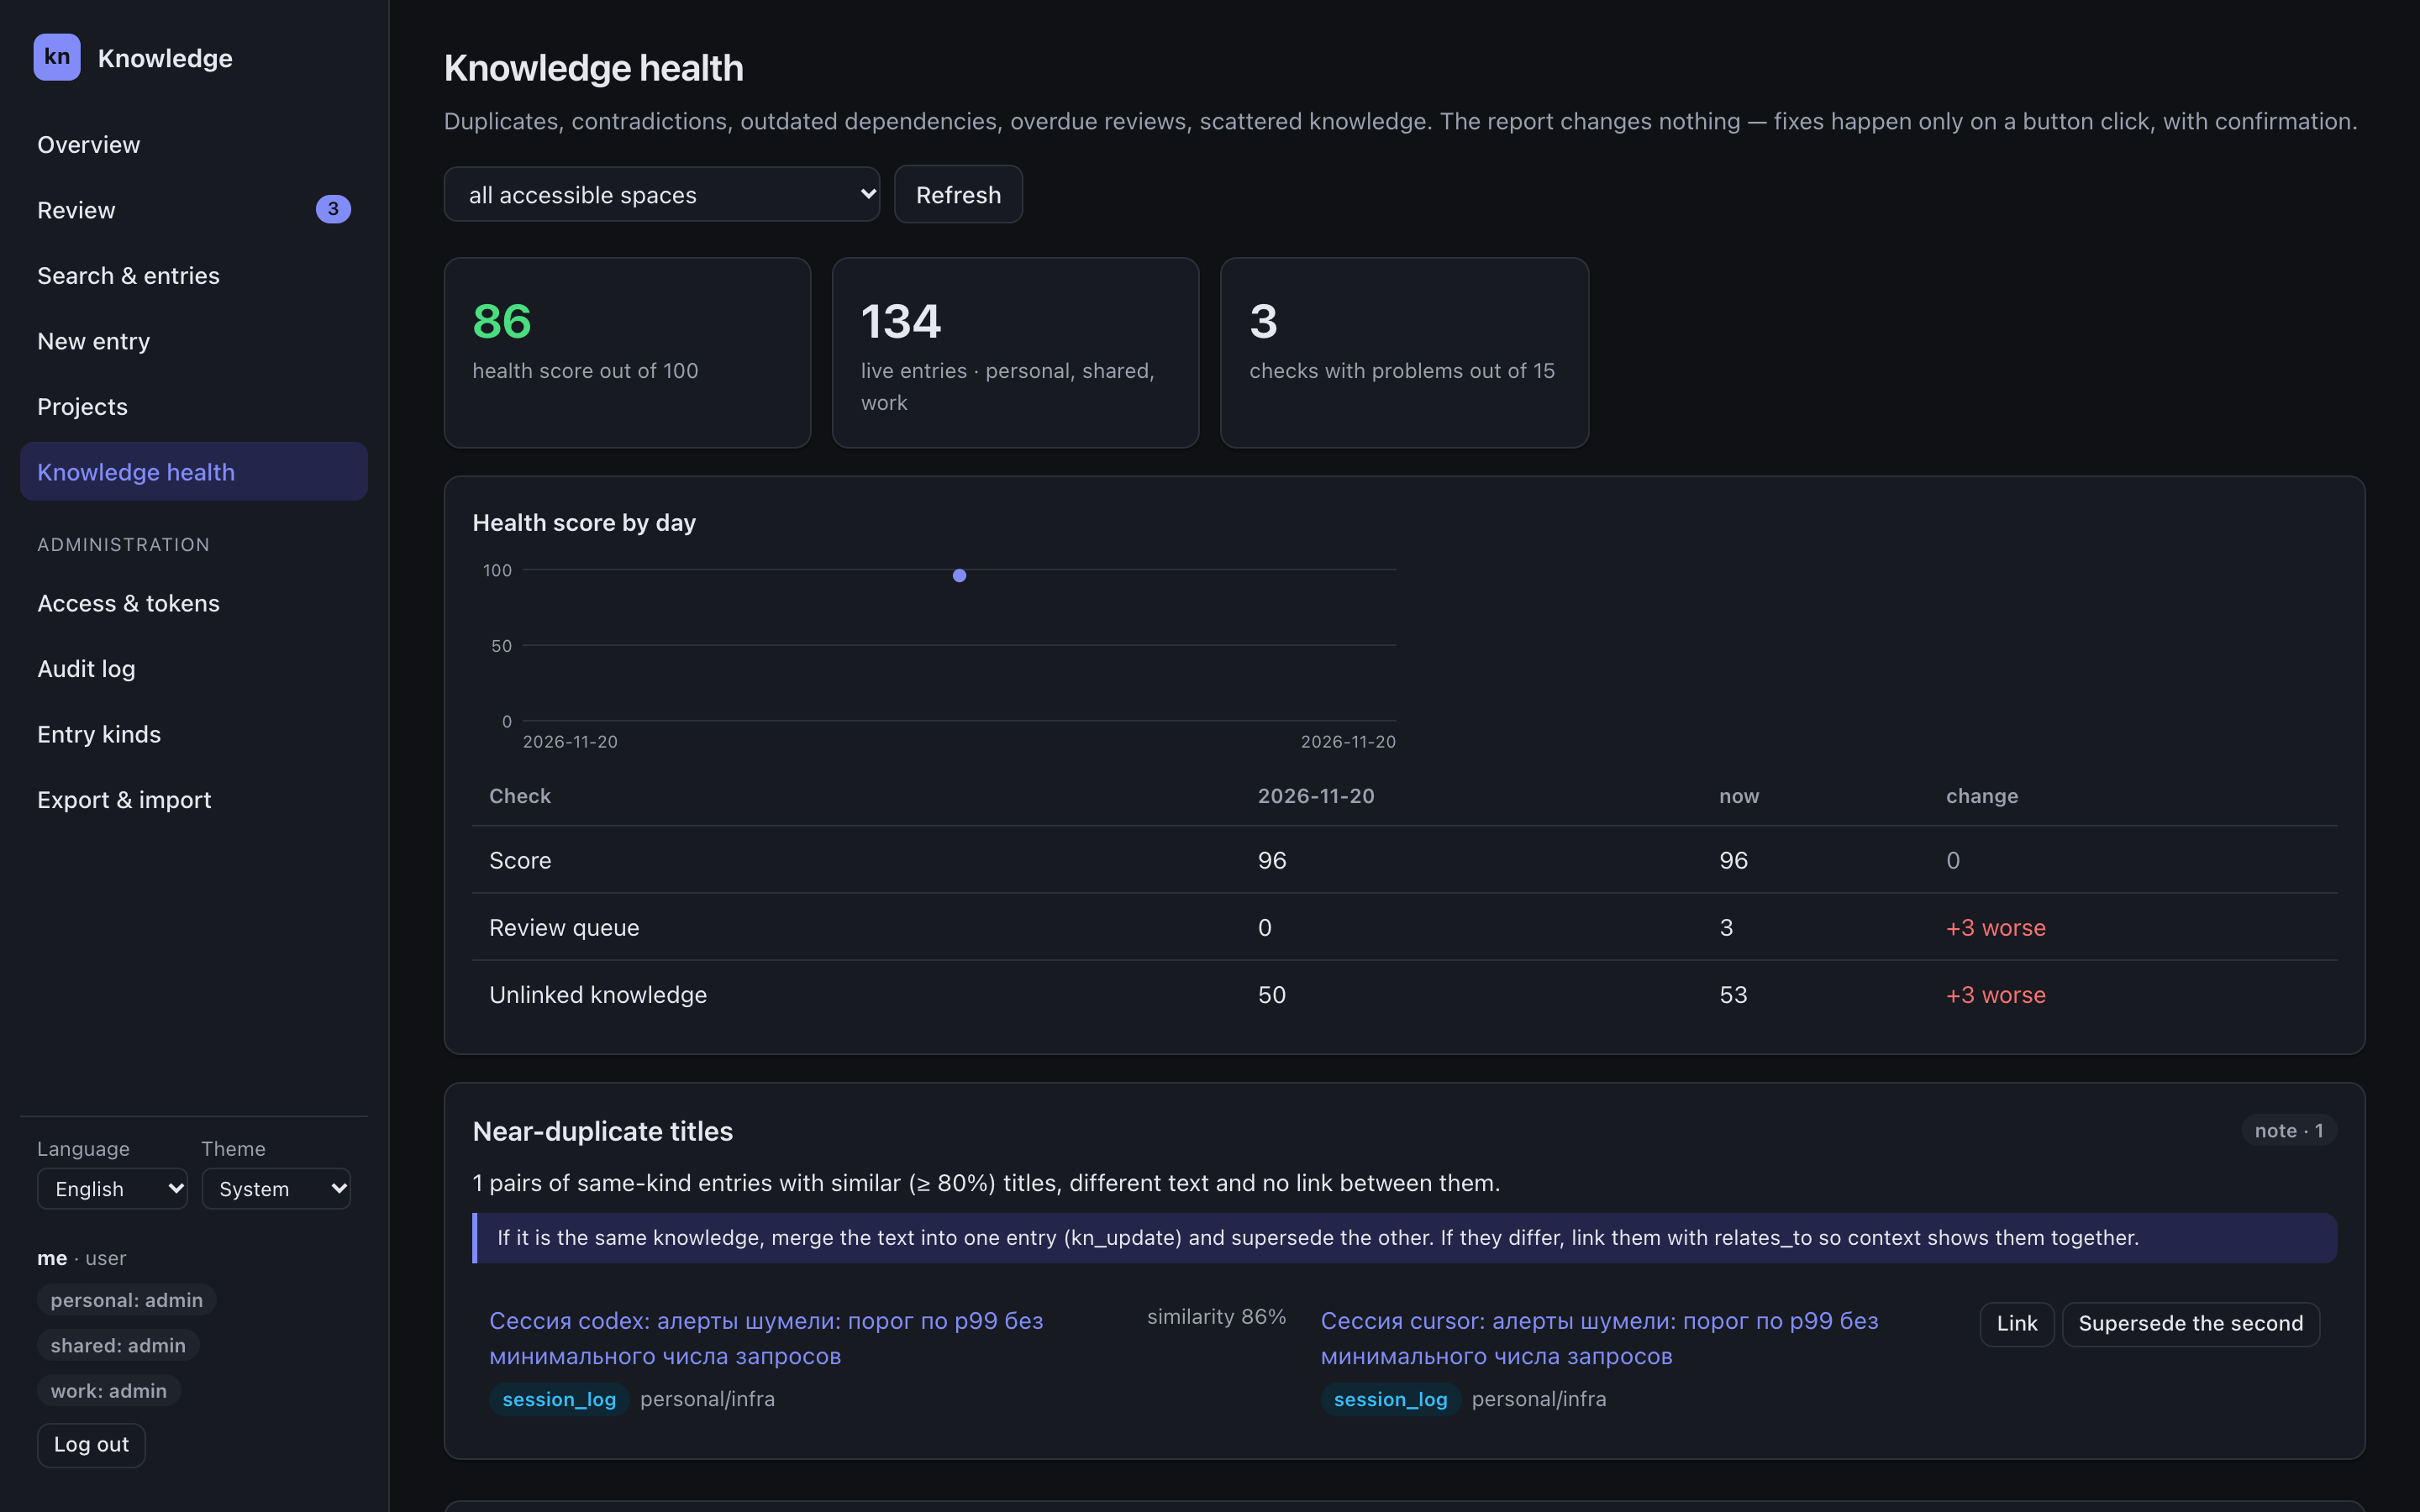 kn Knowledge
Overview
Review 3
Search & entries
New entry
Projects
Knowledge health
ADMINISTRATION
Access & tokens
Audit log
Entry kinds
Export & import
Language Theme
English System
me · user
personal: admin
shared: admin
work: admin
Log out
Knowledge health
Duplicates, contradictions, outdated dependencies, overdue reviews, scattered knowledge. The report changes nothing — fixes happen only on a button click, with confirmation.
all accessible spaces Refresh
86
health score out of 100
134
live entries · personal, shared,
work
3
checks with problems out of 15
Health score by day
100
50
0
2026-11-20 2026-11-20
Check 2026-11-20 now change
Score 96 96 0
Review queue 0 3 +3 worse
Unlinked knowledge 50 53 +3 worse
Near-duplicate titles note · 1
1 pairs of same-kind entries with similar (≥ 80%) titles, different text and no link between them.
If it is the same knowledge, merge the text into one entry (kn_update) and supersede the other. If they differ, link them with relates_to so context shows them together.
Сессия codex: алерты шумели: порог по p99 без
минимального числа запросов
session_log personal/infra
similarity 86%
Сессия cursor: алерты шумели: порог по p99 без
минимального числа запросов
session_log personal/infra
Link Supersede the second